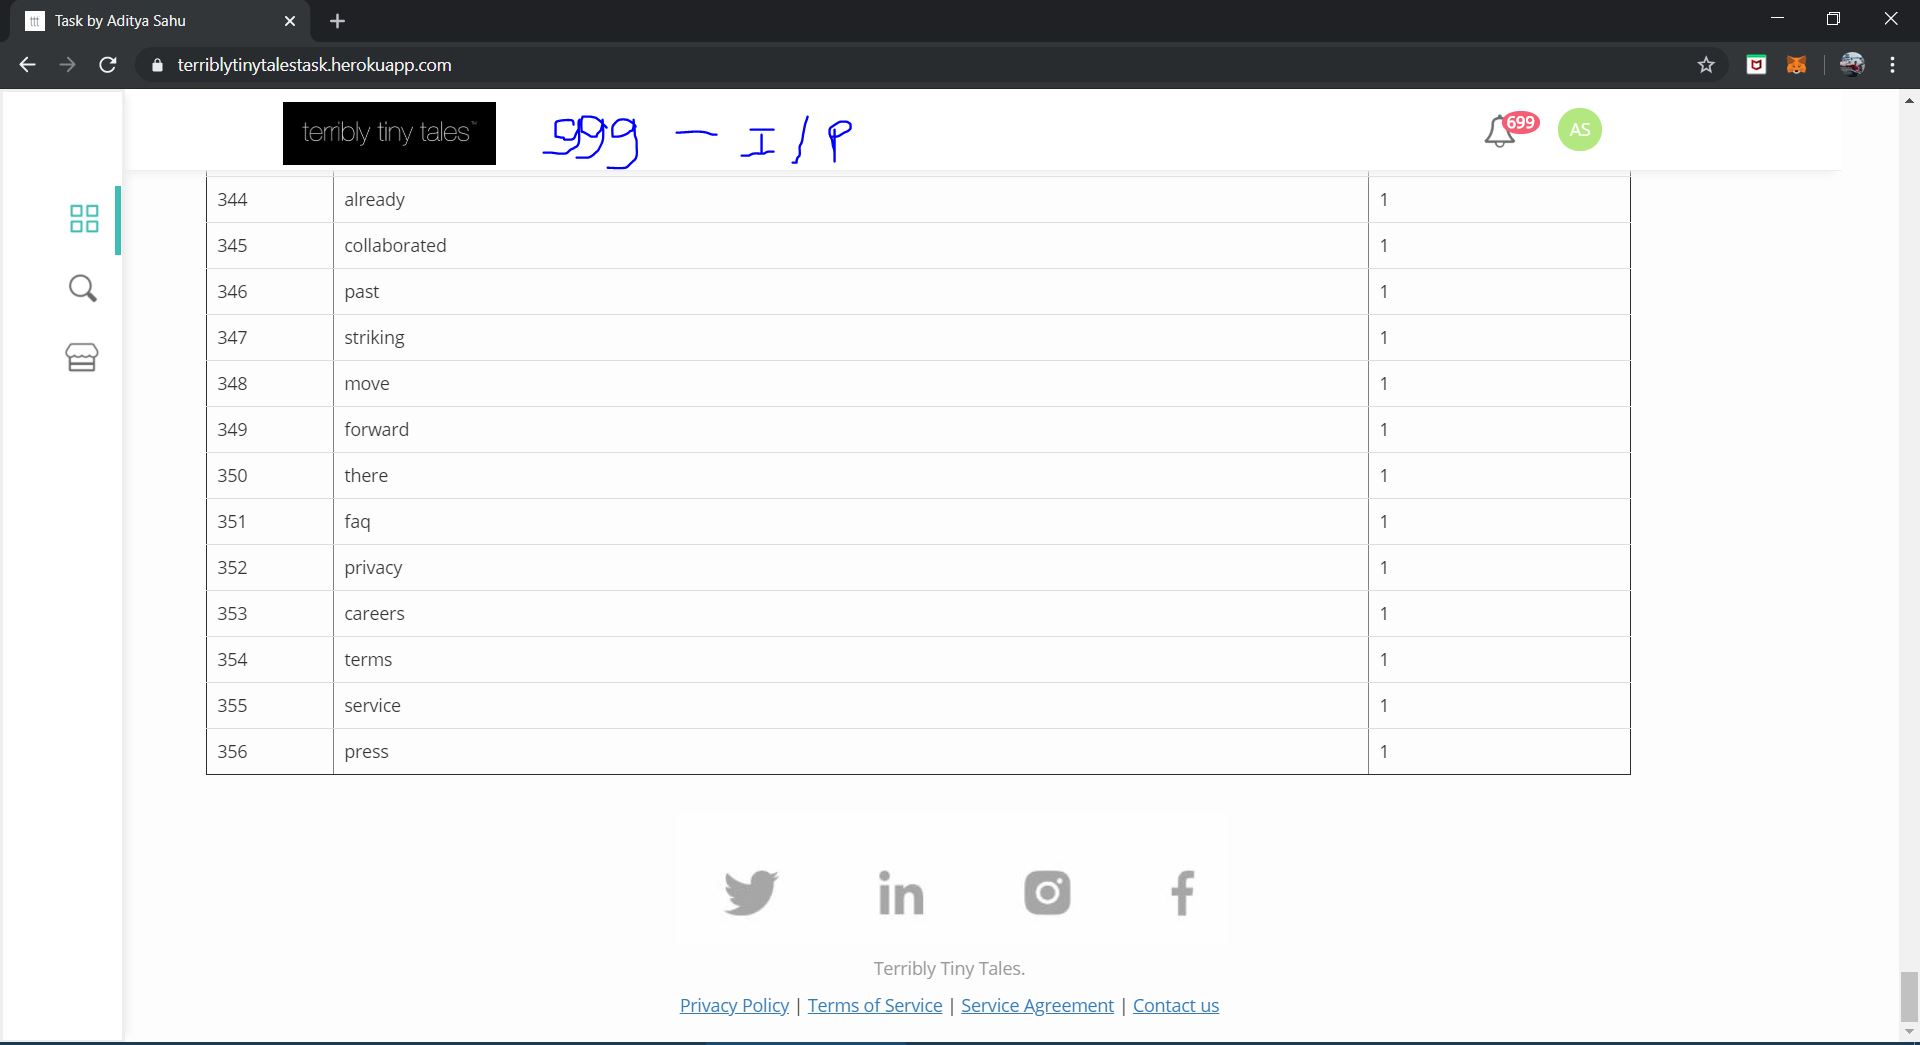 Task by Aditya Sahu
terriblytinytalestask.herokuapp.com
terribly tiny tales™
999 - I/P
699
AS
344 already 1
345 collaborated 1
346 past 1
347 striking 1
348 move 1
349 forward 1
350 there 1
351 faq 1
352 privacy 1
353 careers 1
354 terms 1
355 service 1
356 press 1
Terribly Tiny Tales.
Privacy Policy | Terms of Service | Service Agreement | Contact us